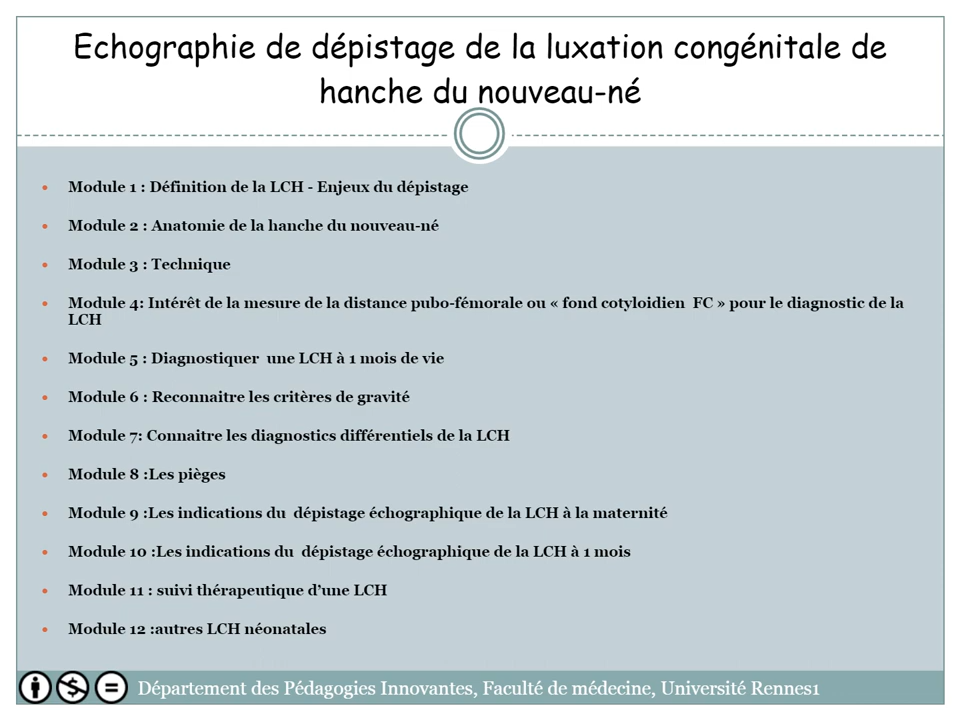 Echographie de dépistage de la luxation congénitale de
hanche du nouveau-né
• Module 1 : Définition de la LCH - Enjeux du dépistage
• Module 2 : Anatomie de la hanche du nouveau-né
• Module 3 : Technique
• Module 4: Intérêt de la mesure de la distance pubo-fémorale ou « fond cotyloidien FC » pour le diagnostic de la
LCH
• Module 5 : Diagnostiquer une LCH à 1 mois de vie
• Module 6 : Reconnaitre les critères de gravité
• Module 7: Connaitre les diagnostics différentiels de la LCH
• Module 8 :Les pièges
• Module 9 :Les indications du dépistage échographique de la LCH à la maternité
• Module 10 :Les indications du dépistage échographique de la LCH à 1 mois
• Module 11 : suivi thérapeutique d'une LCH
• Module 12 :autres LCH néonatales
Département des Pédagogies Innovantes, Faculté de médecine, Université Rennes1